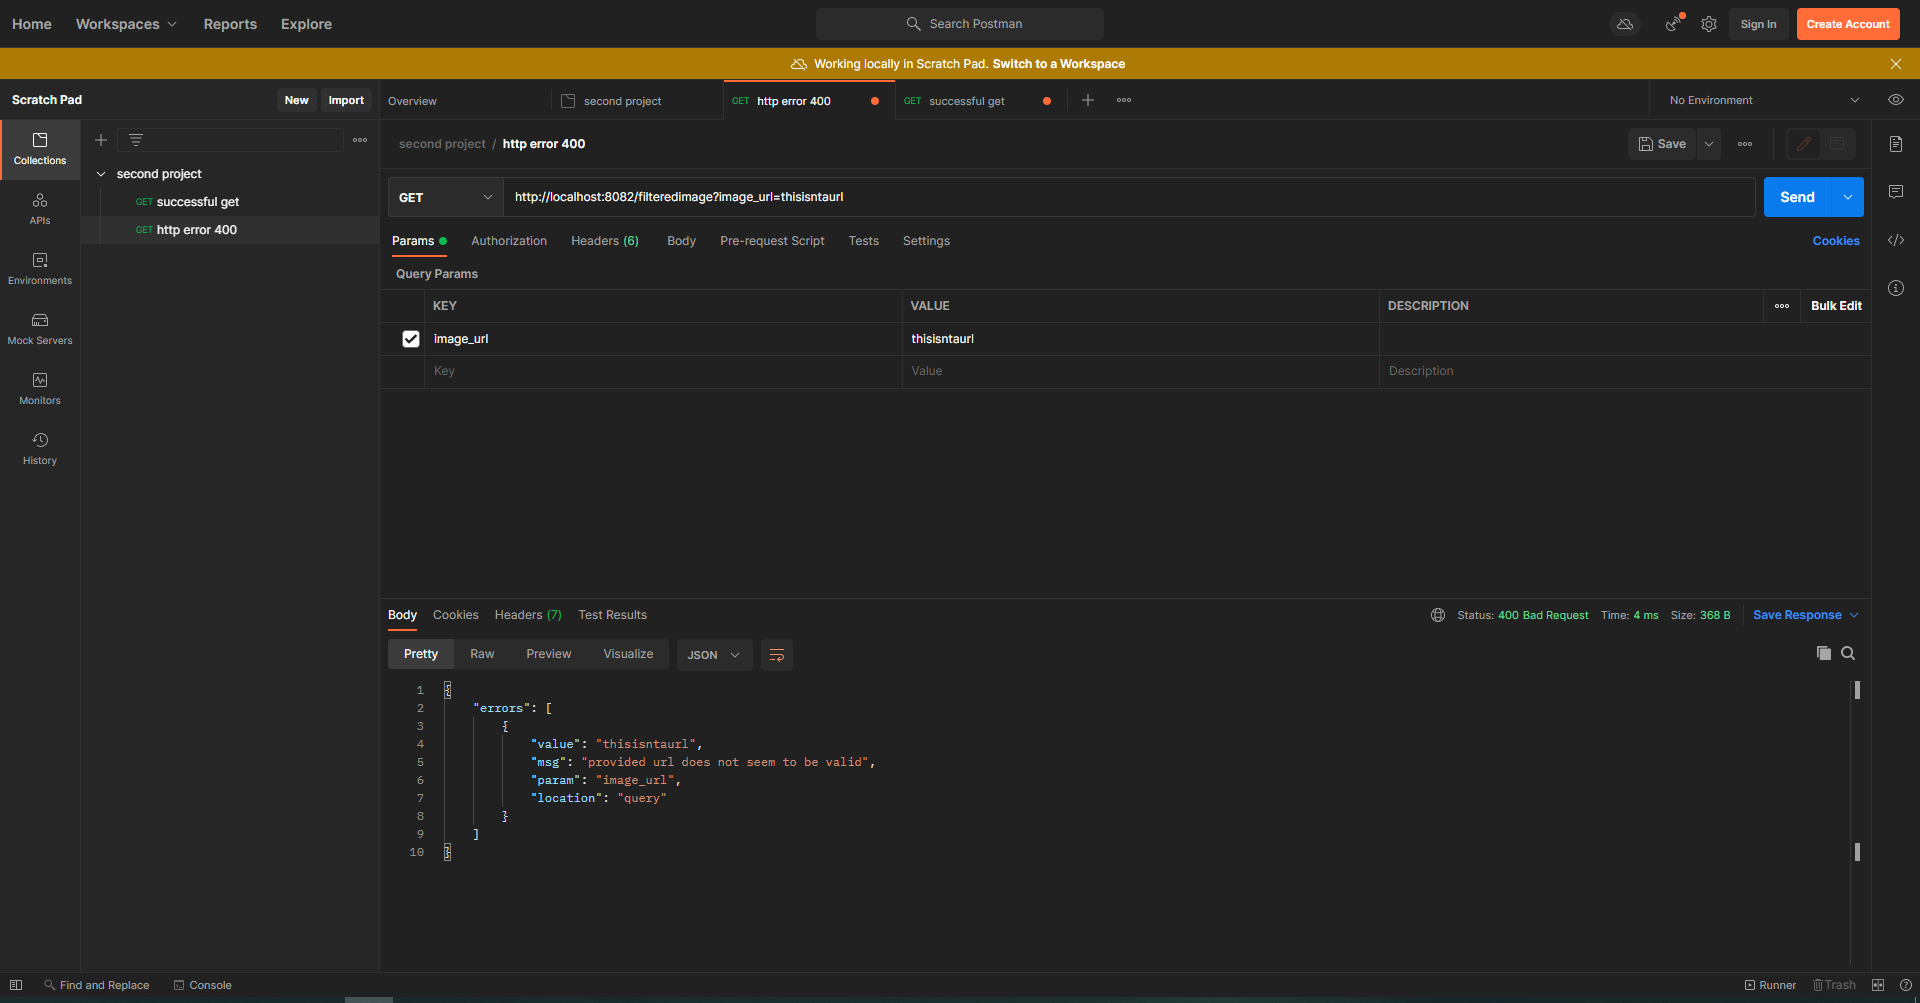 Home Workspaces Reports Explore Search Postman Sign In Create Account
Working locally in Scratch Pad. Switch to a Workspace
Scratch Pad New Import Overview second project GET http error 400 GET successful get No Environment
second project / http error 400 Save
Collections
second project
GET successful get
GET http error 400
APIs
Environments
Mock Servers
Monitors
History
GET http://localhost:8082/filteredimage?image_url=thisisntaurl Send
Params Authorization Headers (6) Body Pre-request Script Tests Settings Cookies
Query Params
KEY VALUE DESCRIPTION Bulk Edit
image_url thisisntaurl
Key Value Description
Body Cookies Headers (7) Test Results Status: 400 Bad Request Time: 4 ms Size: 368 B Save Response
Pretty Raw Preview Visualize JSON
1 {
2 "errors": [
3 {
4 "value": "thisisntaurl",
5 "msg": "provided url does not seem to be valid",
6 "param": "image_url",
7 "location": "query"
8 }
9 ]
10 }
Find and Replace Console Runner Trash